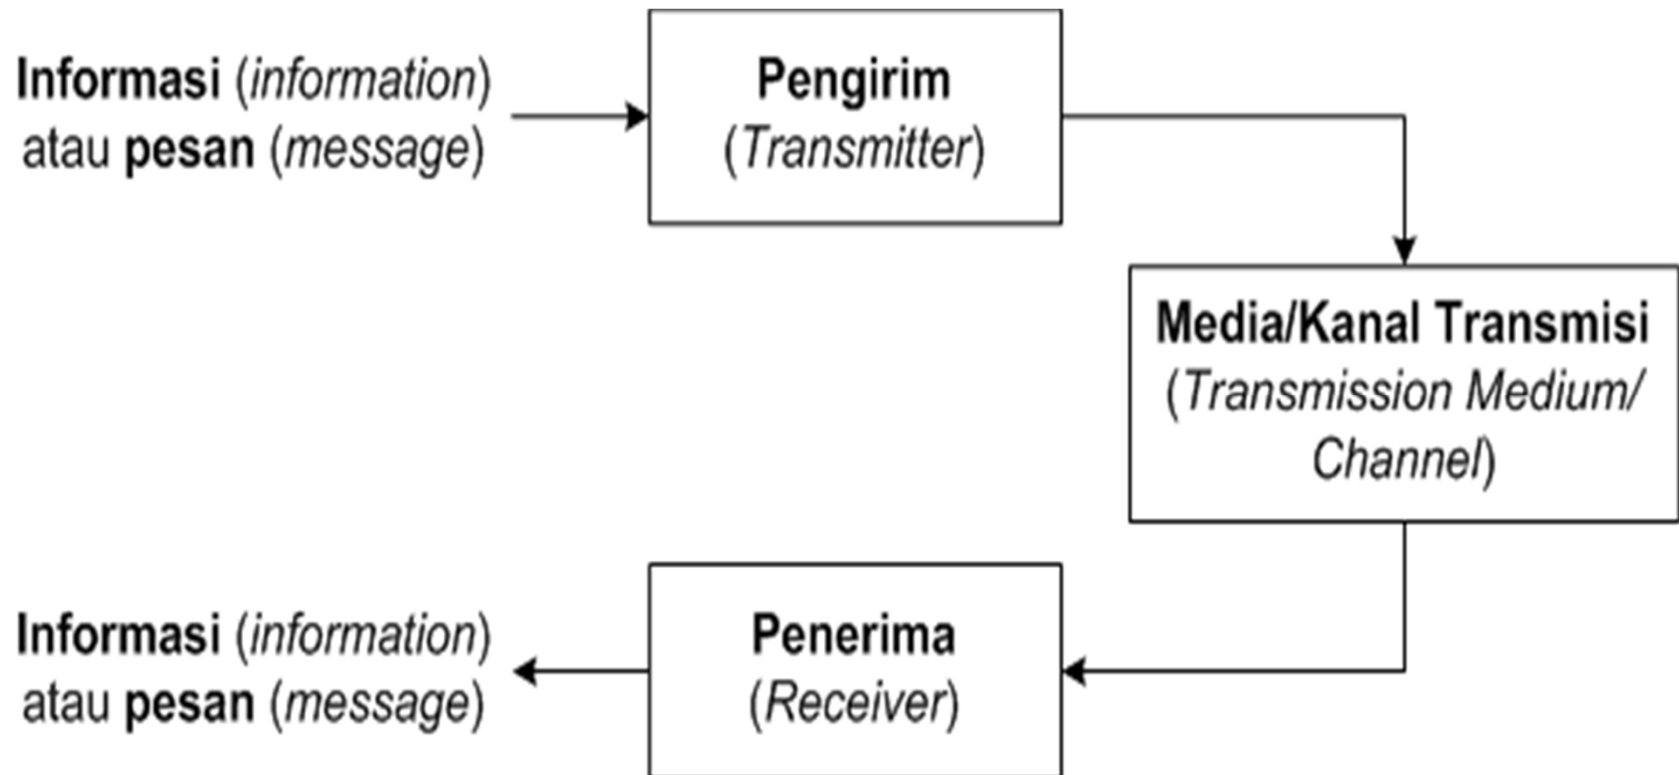 Informasi (information)
atau pesan (message)
Pengirim
(Transmitter)
Media/Kanal Transmisi
(Transmission Medium/
Channel)
Penerima
(Receiver)
Informasi (information)
atau pesan (message)